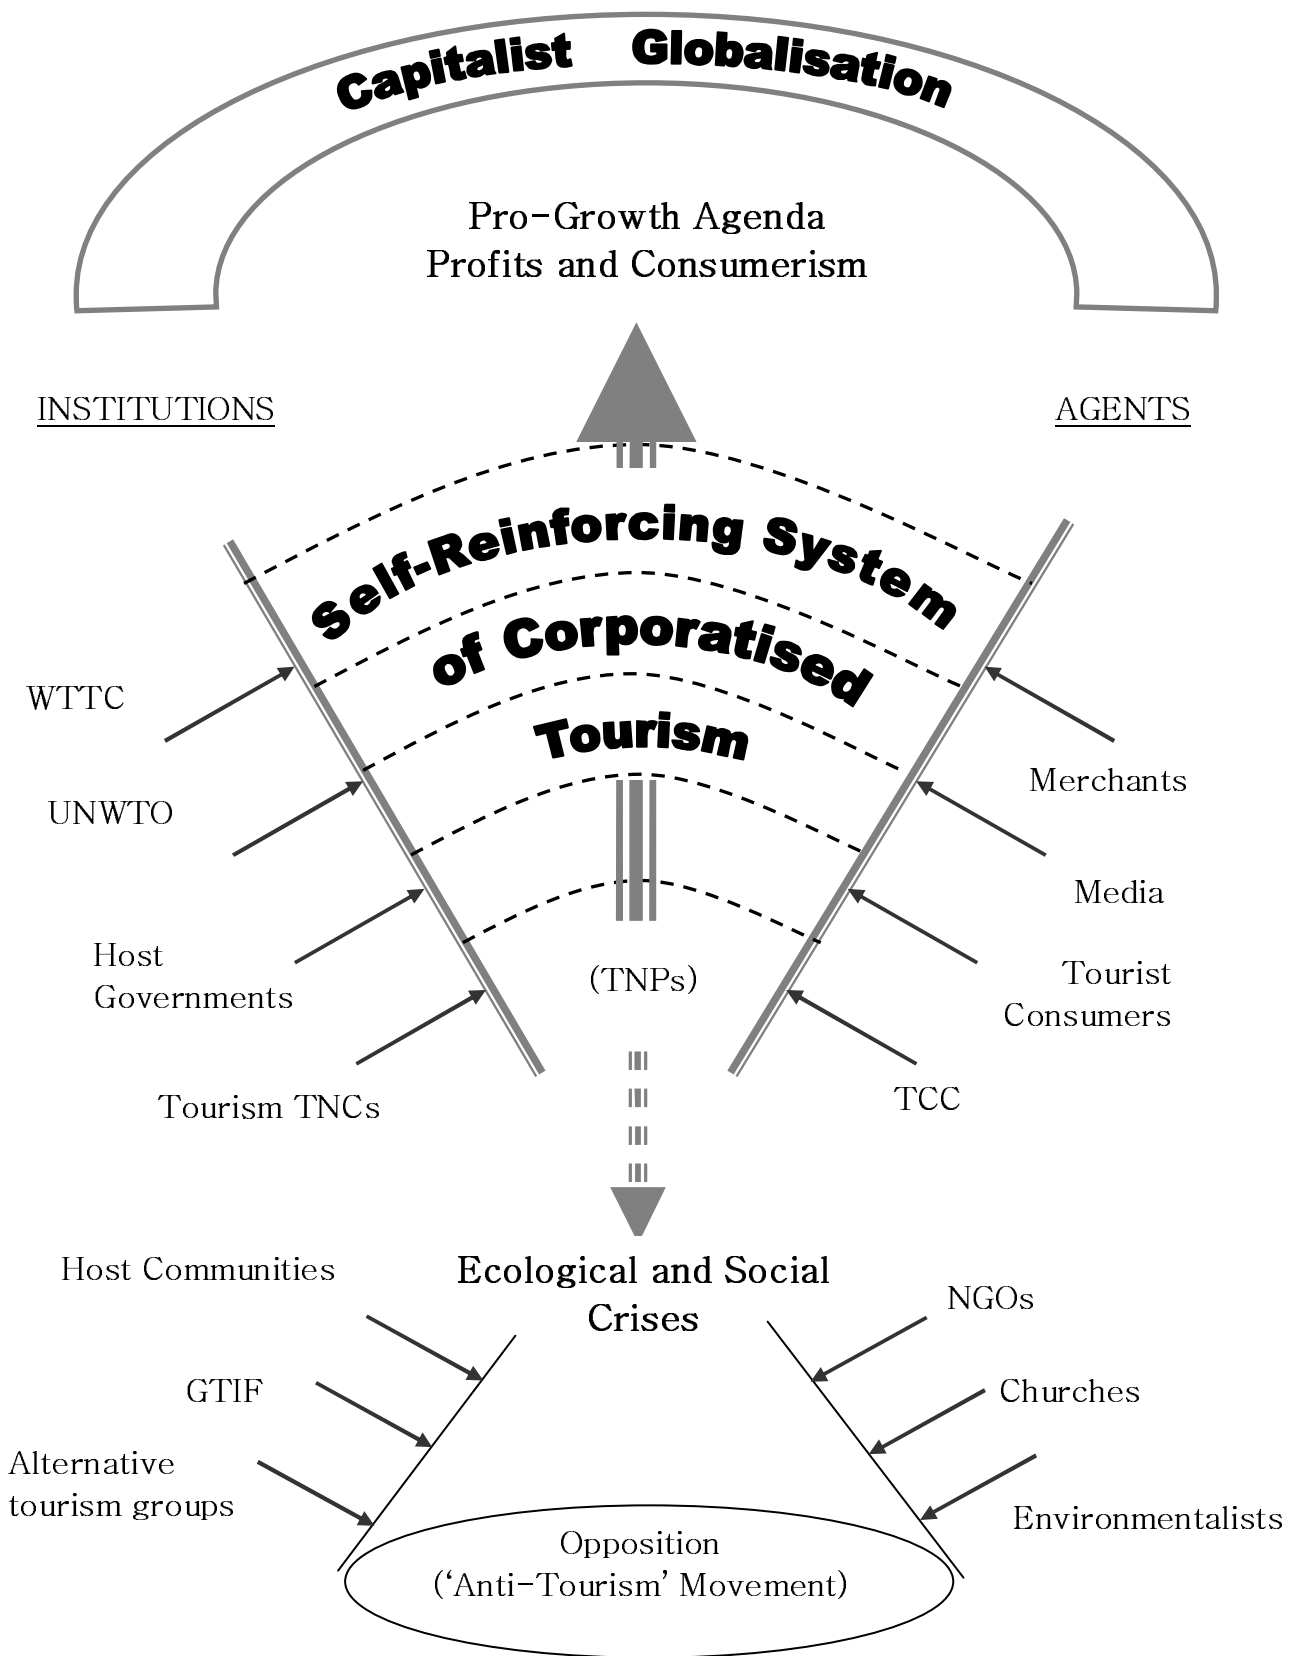 Capitalist Globalisation
Pro-Growth Agenda
Profits and Consumerism
INSTITUTIONS
AGENTS
Self-Reinforcing System
of Corporatised
Tourism
WTTC
Merchants
UNWTO
Media
Host
Governments
(TNPs)
Tourist
Consumers
Tourism TNCs
TCC
Host Communities
Ecological and Social
Crises
NGOs
GTIF
Churches
Alternative
tourism groups
Environmentalists
Opposition
(‘Anti-Tourism’ Movement)